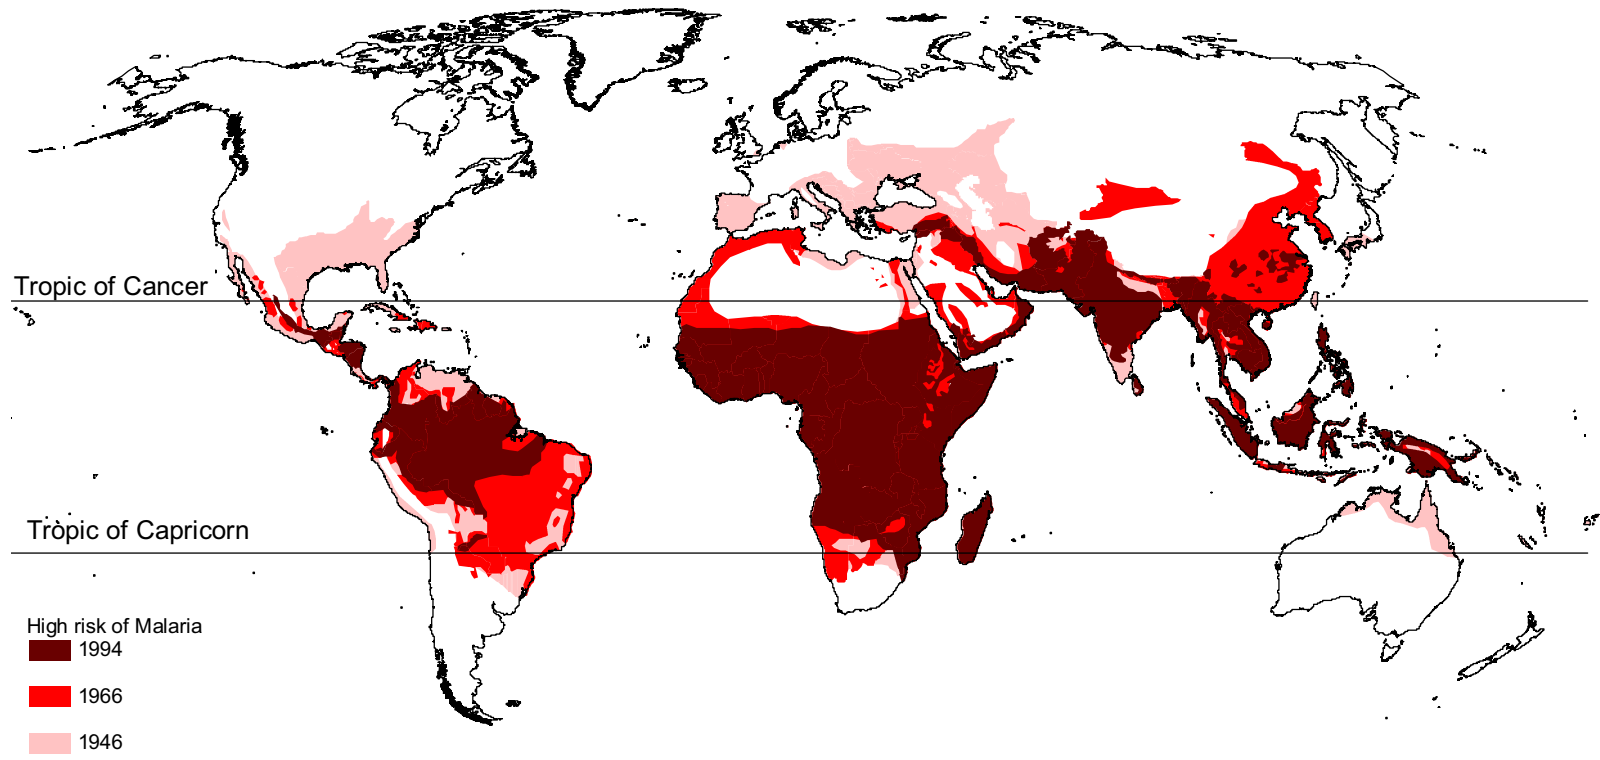 Tropic of Cancer
Tropic of Capricorn
High risk of Malaria
1994
1966
1946